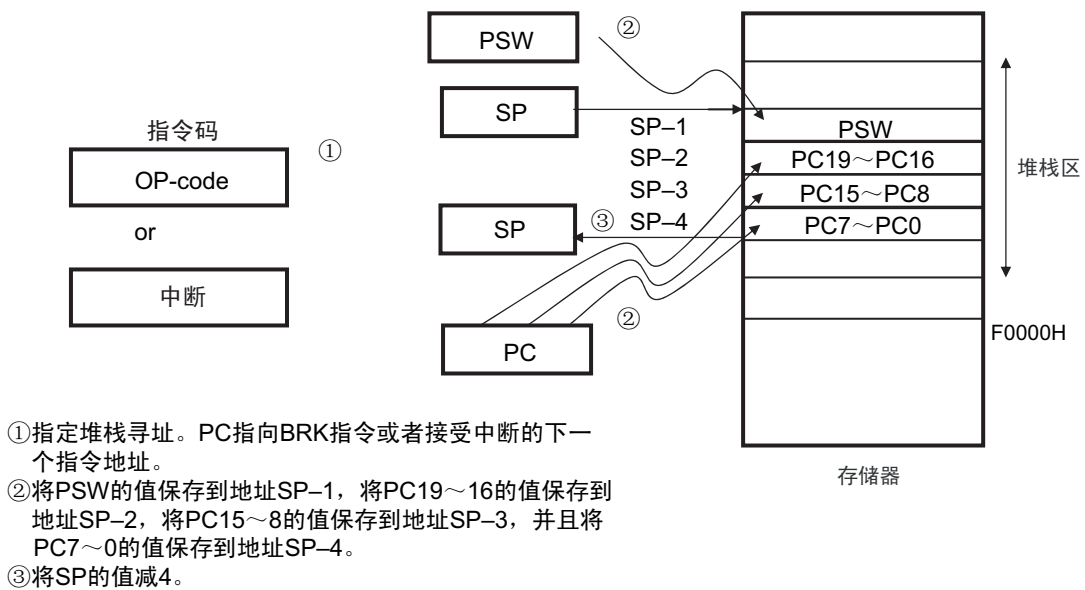 PSW
②
SP
指令码
①
OP-code
or
中断
SP–1
SP–2
SP–3
SP–4
PSW
PC19～PC16
PC15～PC8
PC7～PC0
堆栈区
SP
③
②
PC
F0000H
存储器
①指定堆栈寻址。PC指向BRK指令或者接受中断的下一
个指令地址。
②将PSW的值保存到地址SP–1，将PC19～16的值保存到
地址SP–2，将PC15～8的值保存到地址SP–3，并且将
PC7～0的值保存到地址SP–4。
③将SP的值减4。